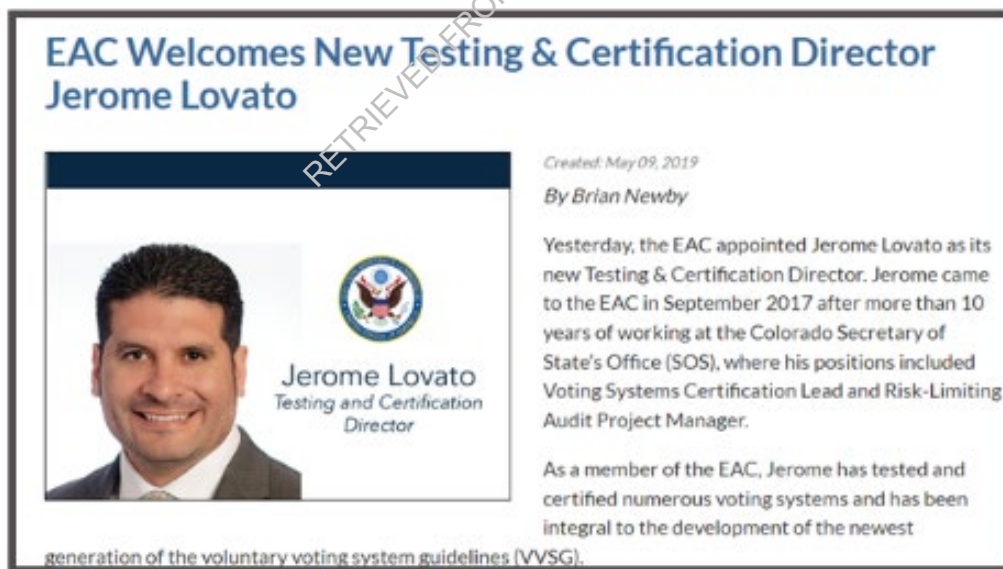 EAC Welcomes New Testing & Certification Director
Jerome Lovato
RETRIEVED FROM
Created: May 09, 2019
By Brian Newby
Yesterday, the EAC appointed Jerome Lovato as its
new Testing & Certification Director. Jerome came
to the EAC in September 2017 after more than 10
years of working at the Colorado Secretary of
State's Office (SOS), where his positions included
Voting Systems Certification Lead and Risk-Limiting
Audit Project Manager.
Jerome Lovato
Testing and Certification
Director
As a member of the EAC, Jerome has tested and
certified numerous voting systems and has been
integral to the development of the newest
generation of the voluntary voting system guidelines (VVSG).